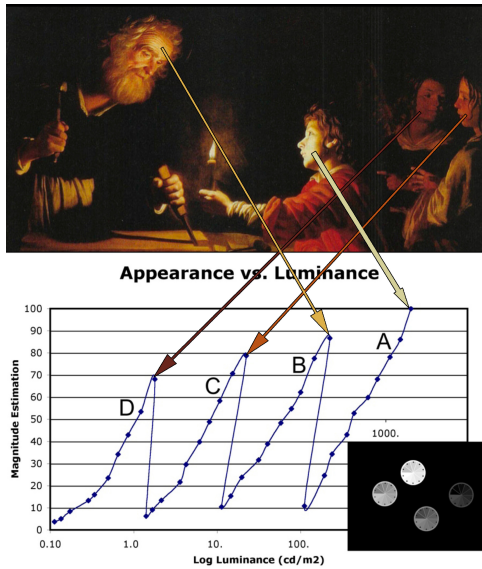 Appearance vs. Luminance
100
90
80
70
60
50
40
30
20
10
0
Magnitude Estimation
A
B
C
D
1000.
0.10
1.0
10.
100.
Log Luminance (cd/m2)